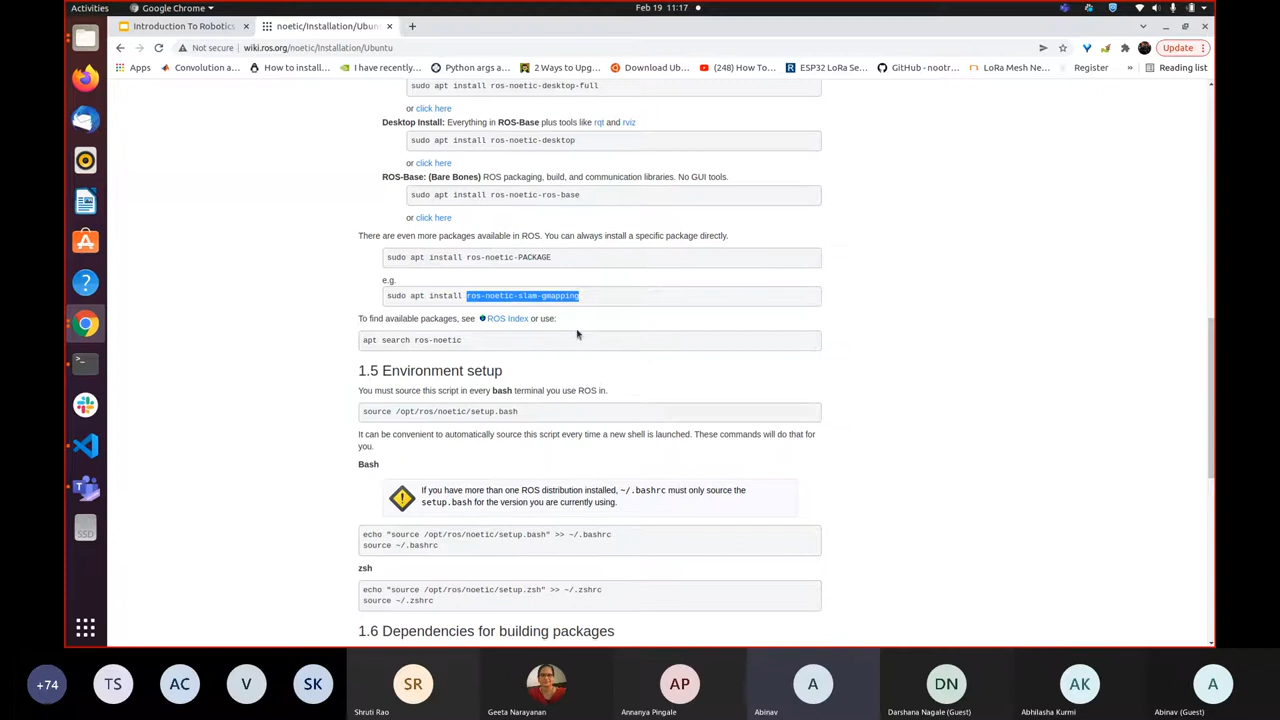 Activities
Google Chrome
Feb 19 11:17
Introduction To Robotics
noetic/Installation/Ubun
Not secure
wiki.ros.org/noetic/Installation/Ubuntu
Update
Apps
Convolution a...
How to install...
I have recently...
Python args a...
2 Ways to Upg...
Download Ub...
(248) How To...
ESP32 LoRa Se...
GitHub - nootr...
LoRa Mesh Ne...
Register
»
Reading list
sudo apt install ros-noetic-desktop-full
or click here
Desktop Install: Everything in ROS-Base plus tools like rqt and rviz
sudo apt install ros-noetic-desktop
or click here
ROS-Base: (Bare Bones) ROS packaging, build, and communication libraries. No GUI tools.
sudo apt install ros-noetic-ros-base
or click here
There are even more packages available in ROS. You can always install a specific package directly.
sudo apt install ros-noetic-PACKAGE
e.g.
sudo apt install ros-noetic-slam-gmapping
To find available packages, see ROS Index or use:
apt search ros-noetic
1.5 Environment setup
You must source this script in every bash terminal you use ROS in.
source /opt/ros/noetic/setup.bash
It can be convenient to automatically source this script every time a new shell is launched. These commands will do that for
you.
Bash
If you have more than one ROS distribution installed, ~/.bashrc must only source the
setup.bash for the version you are currently using.
echo "source /opt/ros/noetic/setup.bash" >> ~/.bashrc
source ~/.bashrc
zsh
echo "source /opt/ros/noetic/setup.zsh" >> ~/.zshrc
source ~/.zshrc
1.6 Dependencies for building packages
SSD
+74
TS
AC
V
SK
SR
Shruti Rao
Geeta Narayanan
AP
Annanya Pingale
A
Abinav
DN
Darshana Nagale (Guest)
AK
Abhilasha Kurmi
A
Abinav (Guest)